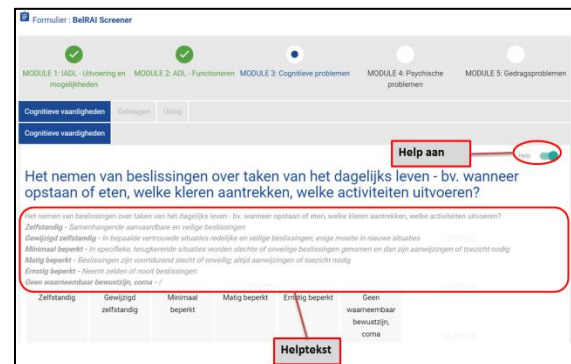 Formulier : BelRAI Screener
MODULE 1: IADL - Uitvoering en mogelijkheden
MODULE 2: ADL - Functioneren
MODULE 3: Cognitieve problemen
MODULE 4: Psychische problemen
MODULE 5: Gedragsproblemen
Cognitieve vaardigheden Geheugen Uiting
Cognitieve vaardigheden
Help aan
Help
Het nemen van beslissingen over taken van het dagelijks leven - bv. wanneer
opstaan of eten, welke kleren aantrekken, welke activiteiten uitvoeren?
Het nemen van beslissingen over taken van het dagelijks leven - bv. wanneer opstaan of eten, welke kleren aantrekken, welke activiteiten uitvoeren?
Zelfstandig - Samenhangende aanvaardbare en veilige beslissingen
Gewijzigd zelfstandig - In bepaalde vertrouwde situaties redelijke en veilige beslissingen; enige moeite in nieuwe situaties
Minimaal beperkt - In specifieke, terugkerende situaties worden slechte of onveilige beslissingen genomen en dan zijn aanwijzingen of toezicht nodig
Matig beperkt - Beslissingen zijn voortdurend slecht of onveilig; altijd aanwijzingen of toezicht nodig
Ernstig beperkt - Neemt zelden of nooit beslissingen
Geen waarneembaar bewustzijn, coma - /
Zelfstandig
Gewijzigd zelfstandig
Minimaal beperkt
Matig beperkt
Ernstig beperkt
Geen waarneembaar bewustzijn, coma
Helptekst